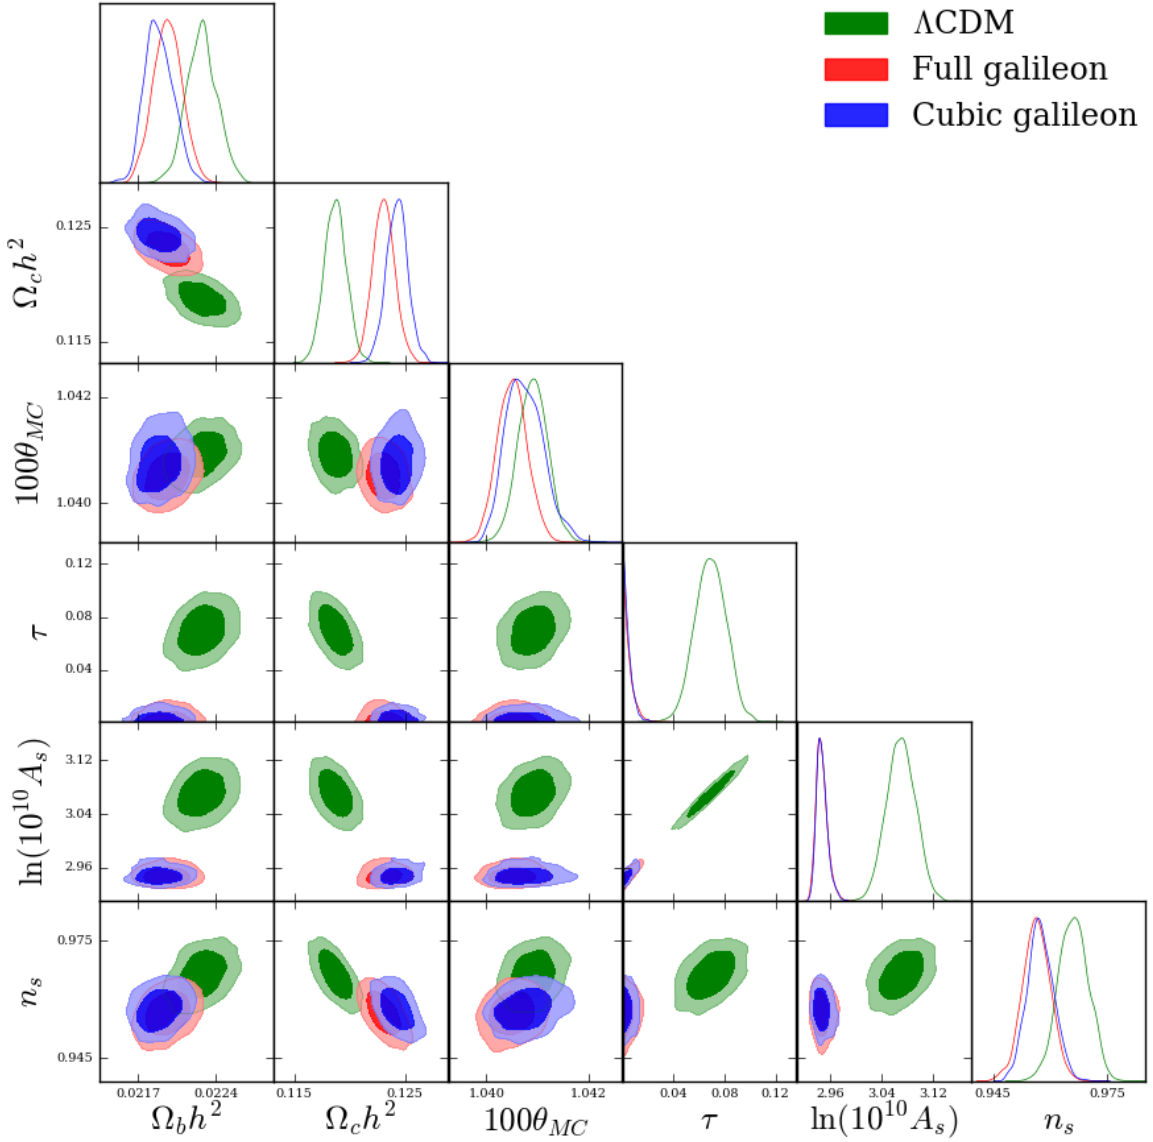 ΛCDM
Full galileon
Cubic galileon
0.125
0.115
Ω_c h^2
1.042
1.040
100θ_MC
0.12
0.08
0.04
τ
3.12
3.04
2.96
ln(10^10 A_s)
0.975
0.945
n_s
0.0217 0.0224 0.115 0.125 1.040 1.042 0.04 0.08 0.12 2.96 3.04 3.12 0.945 0.975
Ω_b h^2 Ω_c h^2 100θ_MC τ ln(10^10 A_s) n_s